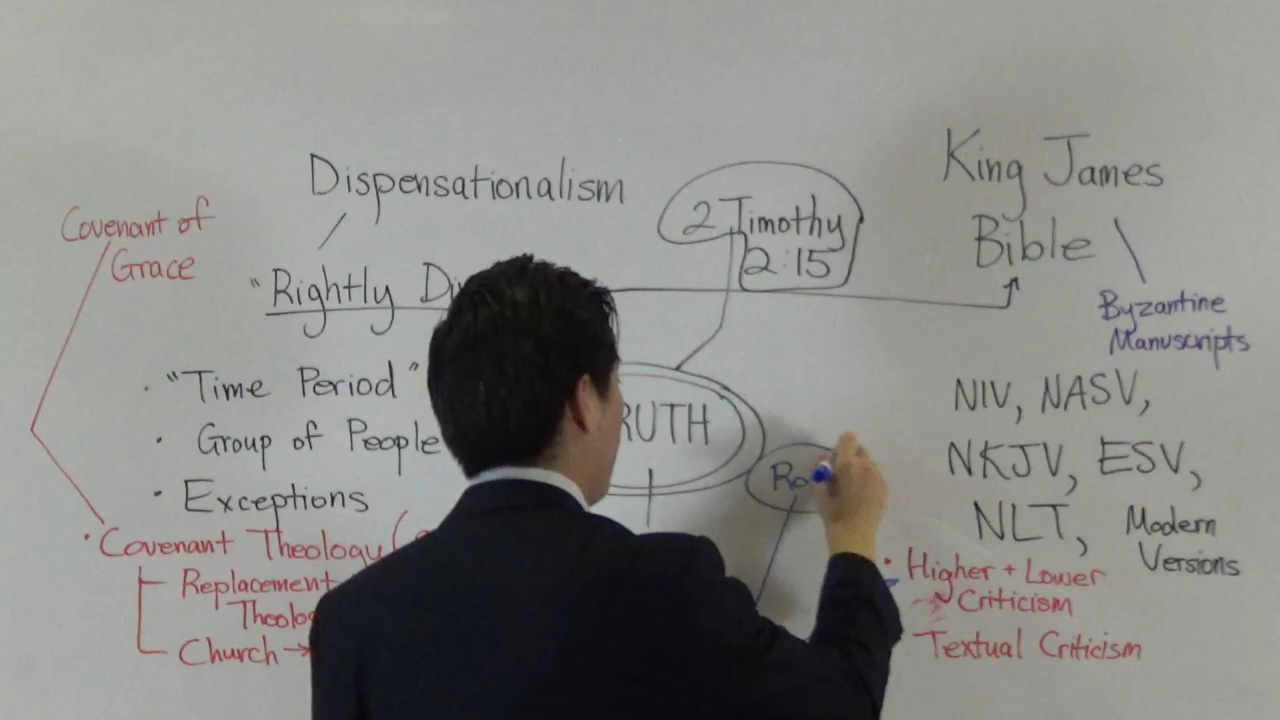 Dispensationalism
"Rightly
"Time Period"
· Group of People
· Exceptions
Covenant of
Grace
· Covenant Theology (
Replacement
Church →
2 Timothy
2:15
King James
Bible
Byzantine
Manuscripts
NIV, NASV,
NKJV, ESV,
NLT, Modern
Versions
· Higher + Lower
→ Criticism
Textual Criticism